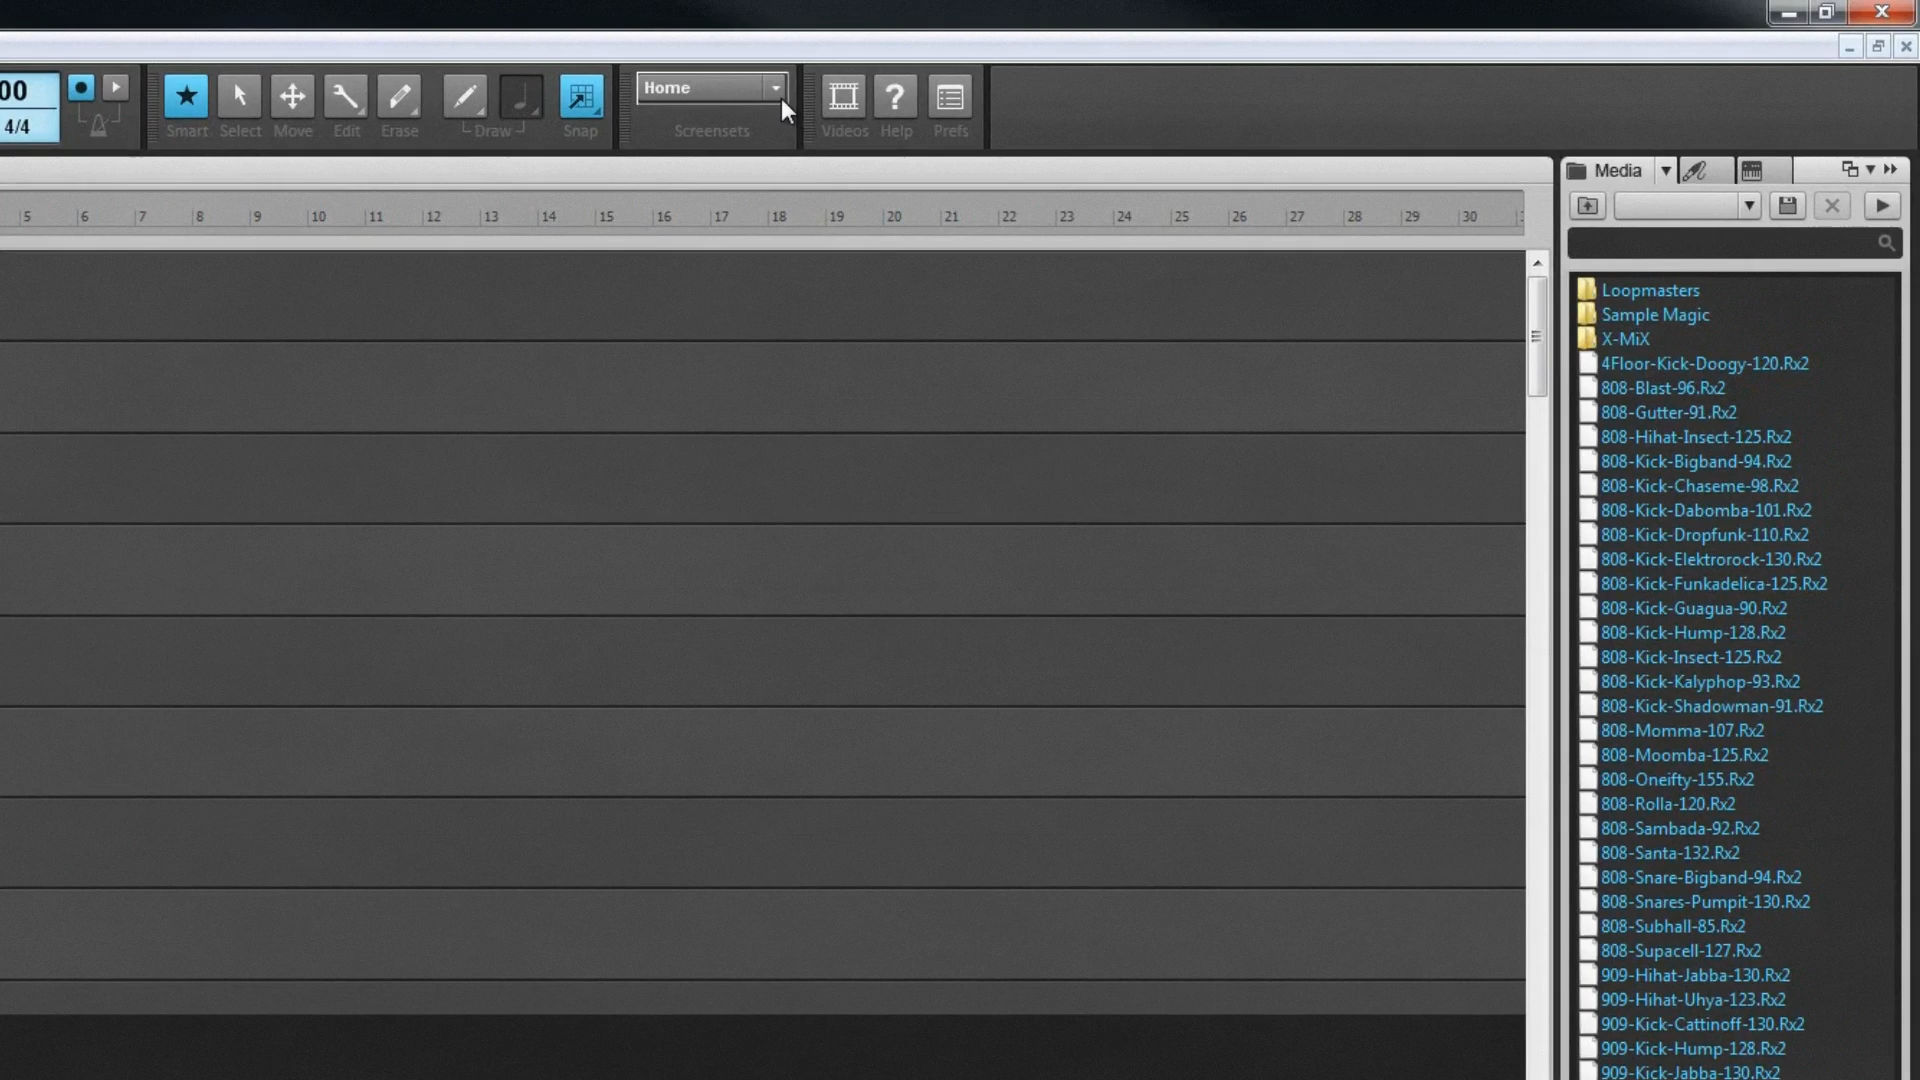 00
4/4
Smart Select Move Edit Erase Draw Snap
Home
Screensets
Videos Help Prefs
Media
5 6 7 8 9 10 11 12 13 14 15 16 17 18 19 20 21 22 23 24 25 26 27 28 29 30
Loopmasters
Sample Magic
X-MiX
4Floor-Kick-Doogy-120.Rx2
808-Blast-96.Rx2
808-Gutter-91.Rx2
808-Hihat-Insect-125.Rx2
808-Kick-Bigband-94.Rx2
808-Kick-Chaseme-98.Rx2
808-Kick-Dabomba-101.Rx2
808-Kick-Dropfunk-110.Rx2
808-Kick-Elektrorock-130.Rx2
808-Kick-Funkadelica-125.Rx2
808-Kick-Guagua-90.Rx2
808-Kick-Hump-128.Rx2
808-Kick-Insect-125.Rx2
808-Kick-Kalyphop-93.Rx2
808-Kick-Shadowman-91.Rx2
808-Momma-107.Rx2
808-Moomba-125.Rx2
808-Oneifty-155.Rx2
808-Rolla-120.Rx2
808-Sambada-92.Rx2
808-Santa-132.Rx2
808-Snare-Bigband-94.Rx2
808-Snares-Pumpit-130.Rx2
808-Subhall-85.Rx2
808-Supacell-127.Rx2
909-Hihat-Jabba-130.Rx2
909-Hihat-Uhya-123.Rx2
909-Kick-Cattinoff-130.Rx2
909-Kick-Hump-128.Rx2
909-Kick-Jabba-130.Rx2